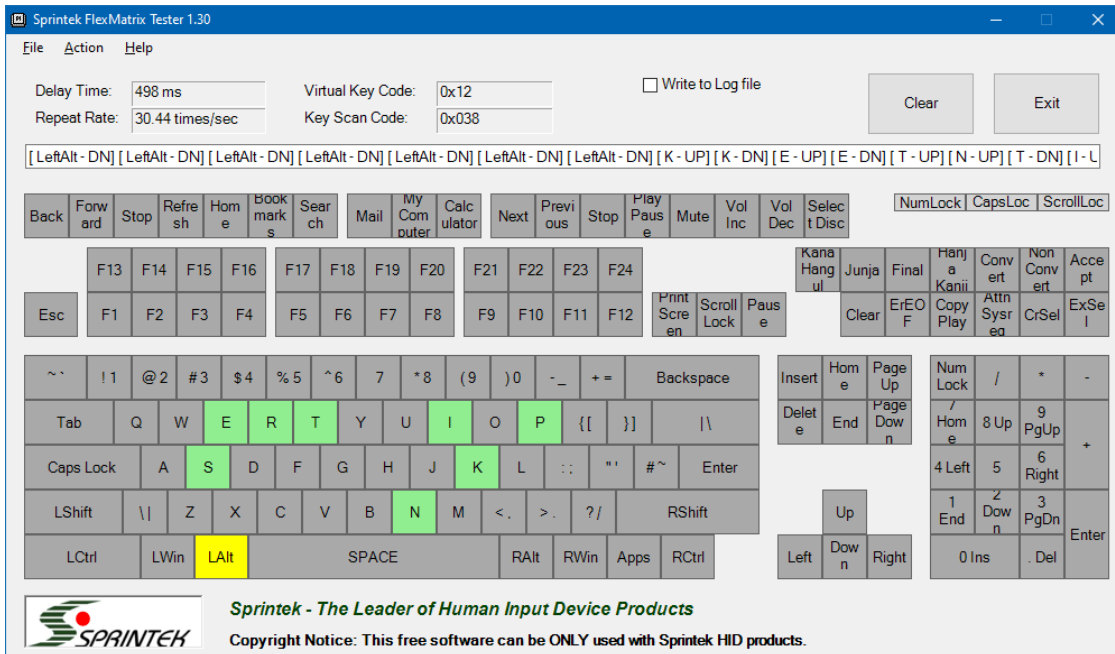 Sprintek FlexMatrix Tester 1.30
File Action Help
Delay Time: 498 ms Virtual Key Code: 0x12 Write to Log file Clear Exit
Repeat Rate: 30.44 times/sec Key Scan Code: 0x038
[ LeftAlt - DN] [ LeftAlt - DN] [ LeftAlt - DN] [ LeftAlt - DN] [ LeftAlt - DN] [ LeftAlt - DN] [ LeftAlt - DN] [ K - UP] [ K - DN] [ E - UP] [ E - DN] [ T - UP] [ N - UP] [ T - DN] [ I - U
Back Forward Stop Refresh Home Bookmarks Search Mail My Computer Calculator Next Previous Stop Play Pause Mute Vol Inc Vol Dec Select Disc NumLock CapsLoc ScrollLoc
F13 F14 F15 F16 F17 F18 F19 F20 F21 F22 F23 F24 Kana Hangul Junja Final Hanja Kanji Convert Non Convert Accept
Esc F1 F2 F3 F4 F5 F6 F7 F8 F9 F10 F11 F12 Print Screen Scroll Lock Pause Clear ErEOF Copy Play Attn Sysreq CrSel ExSel
~ ` ! 1 @ 2 # 3 $ 4 % 5 ^ 6 7 * 8 ( 9 ) 0 - _ + = Backspace Insert Home Page Up Num Lock / * -
Tab Q W E R T Y U I O P { [ } ] | \ Delete End Page Down 7 Home 8 Up 9 PgUp +
Caps Lock A S D F G H J K L : ; " ' # ~ Enter 4 Left 5 6 Right
LShift \ | Z X C V B N M < , > . ? / RShift Up 1 End 2 Down 3 PgDn Enter
LCtrl LWin LAlt SPACE RAlt RWin Apps RCtrl Left Down Right 0 Ins . Del
SPRINTEK
Sprintek - The Leader of Human Input Device Products
Copyright Notice: This free software can be ONLY used with Sprintek HID products.